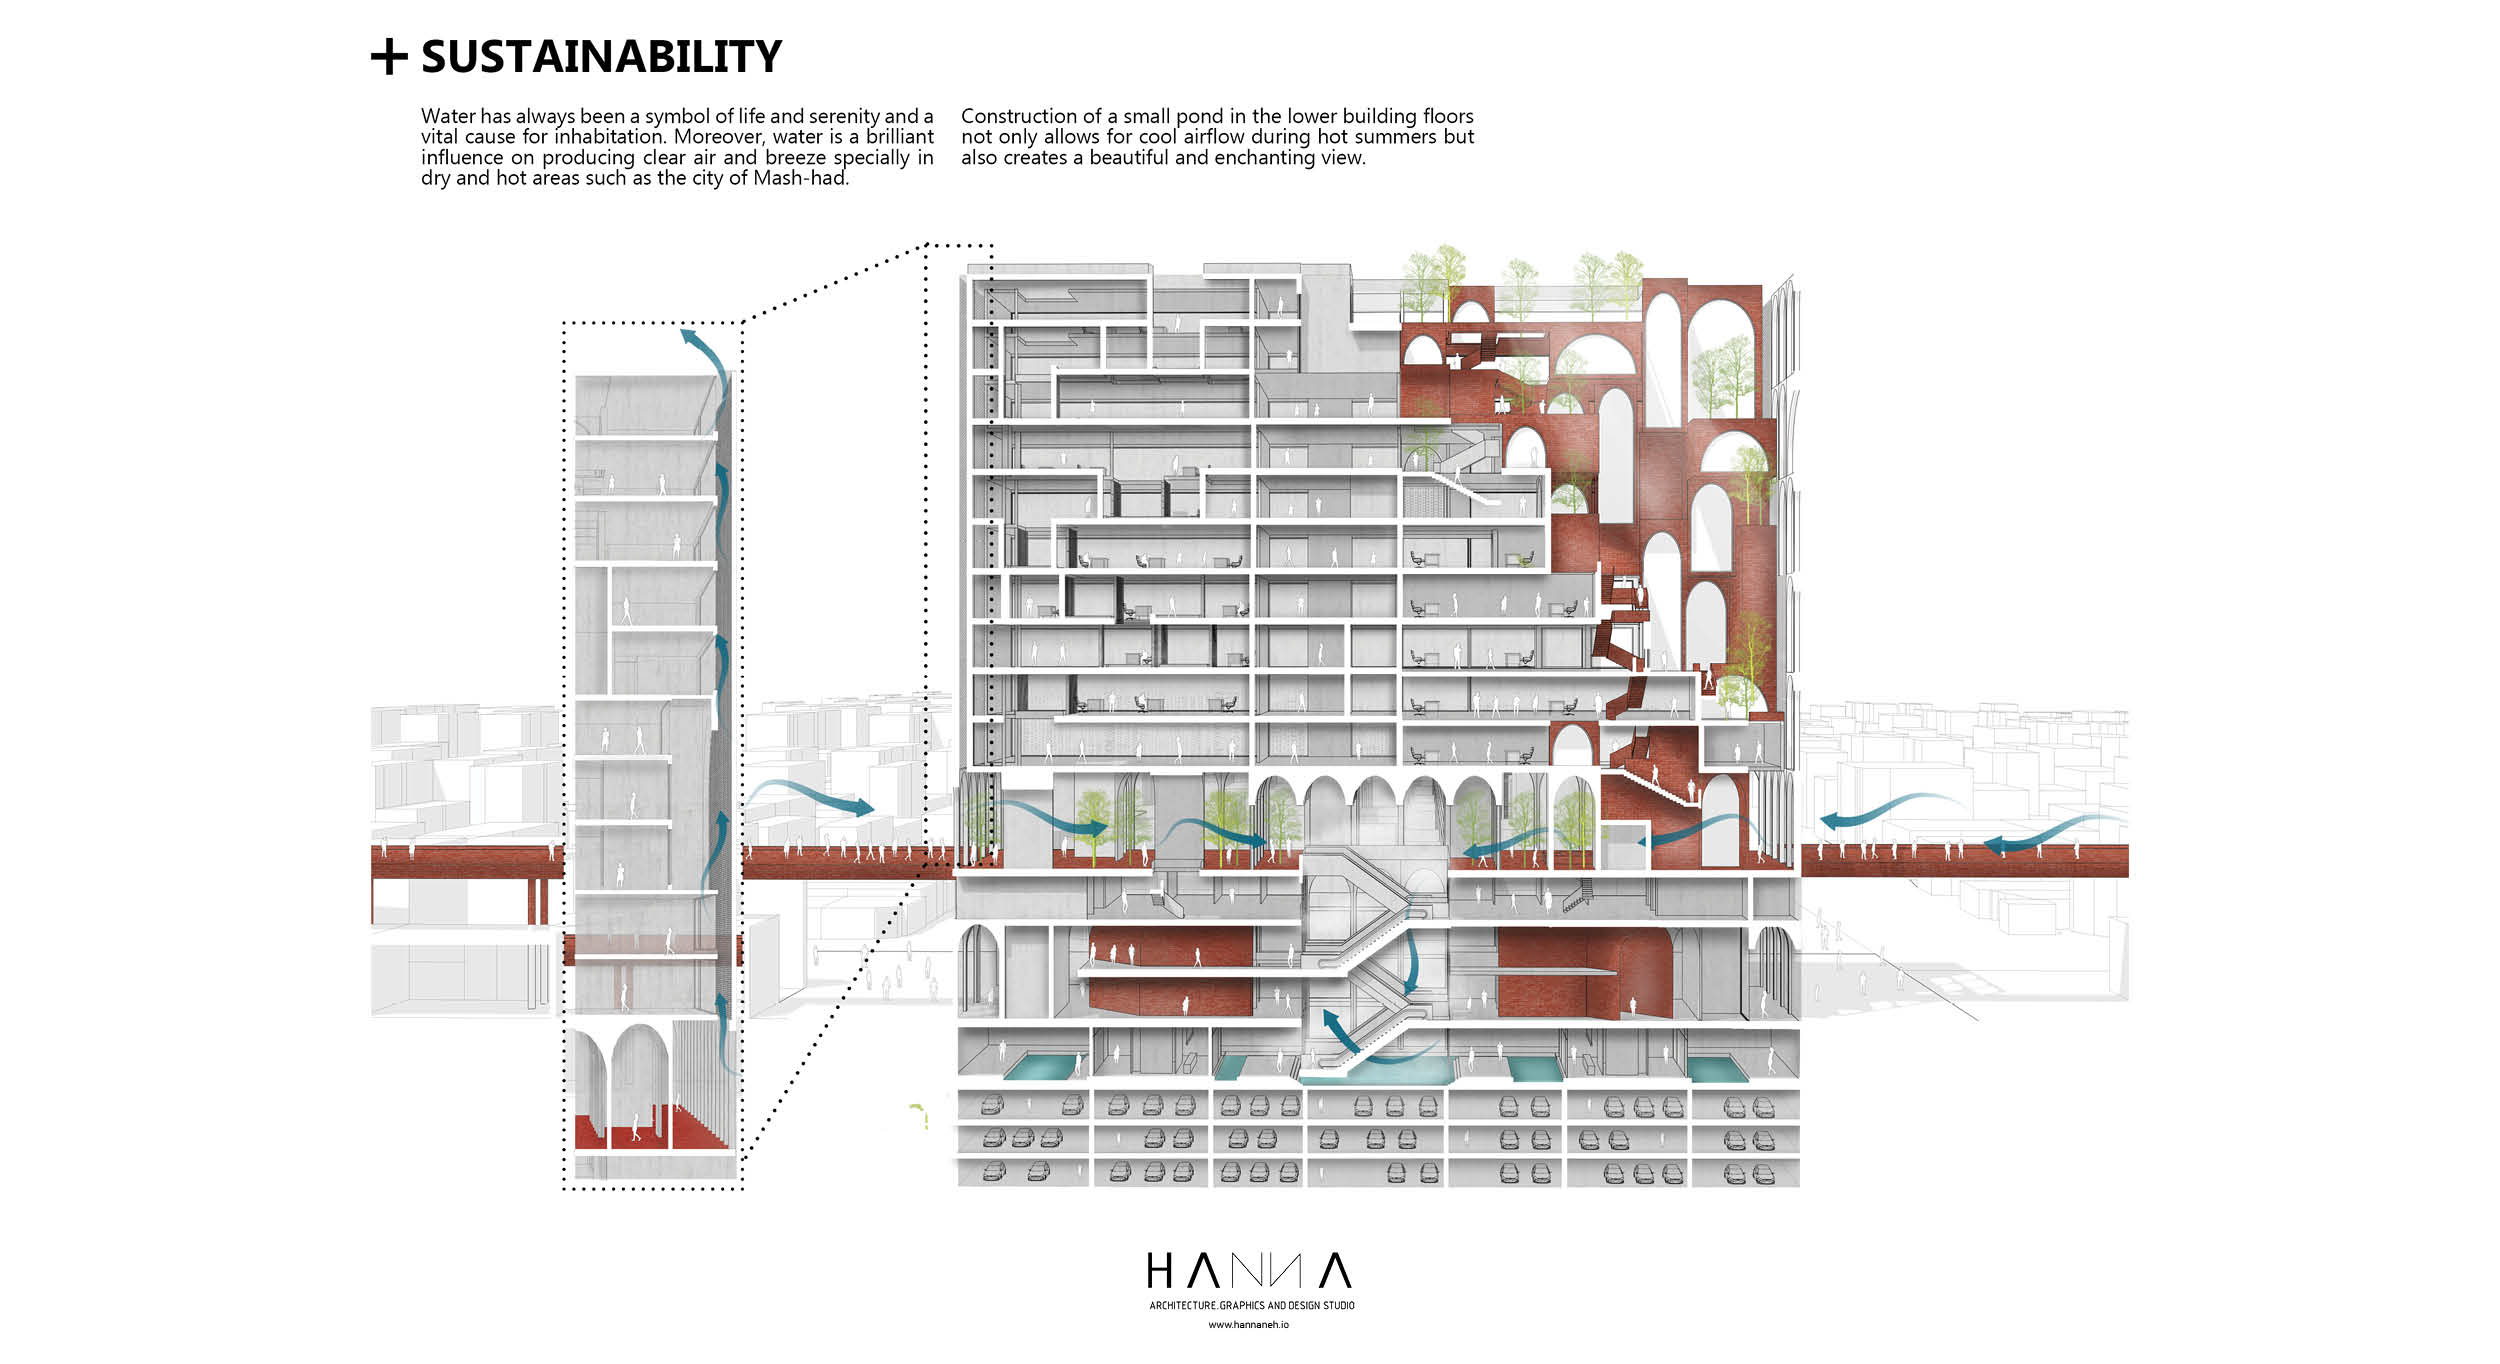 + SUSTAINABILITY
Water has always been a symbol of life and serenity and a
vital cause for inhabitation. Moreover, water is a brilliant
influence on producing clear air and breeze specially in
dry and hot areas such as the city of Mash-had.
Construction of a small pond in the lower building floors
not only allows for cool airflow during hot summers but
also creates a beautiful and enchanting view.
HANNA
ARCHITECTURE.GRAPHICS AND DESIGN STUDIO
www.hannaneh.io